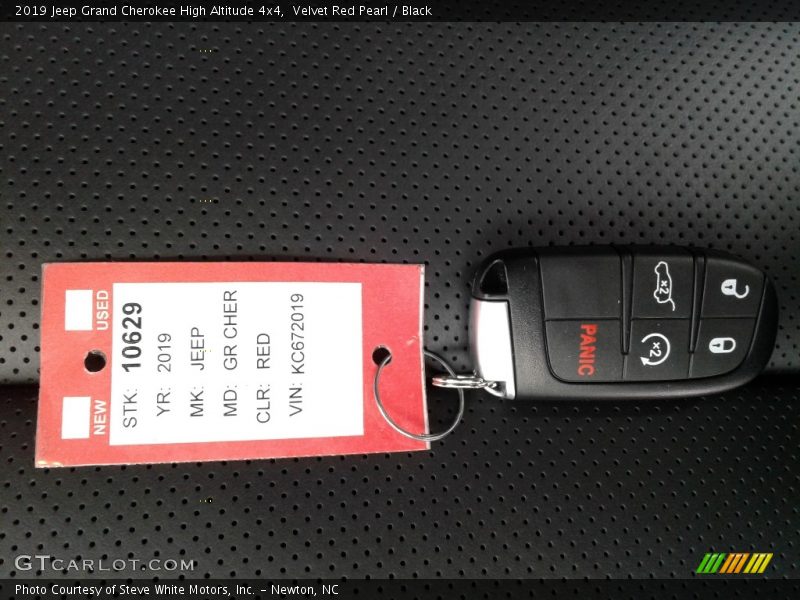 2019 Jeep Grand Cherokee High Altitude 4x4,  Velvet Red Pearl / Black
USED
NEW
STK: 10629
YR: 2019
MK: JEEP
MD: GR CHER
CLR: RED
VIN: KC672019
PANIC
x2
x2
GTCARLOT.COM
Photo Courtesy of Steve White Motors, Inc. – Newton, NC